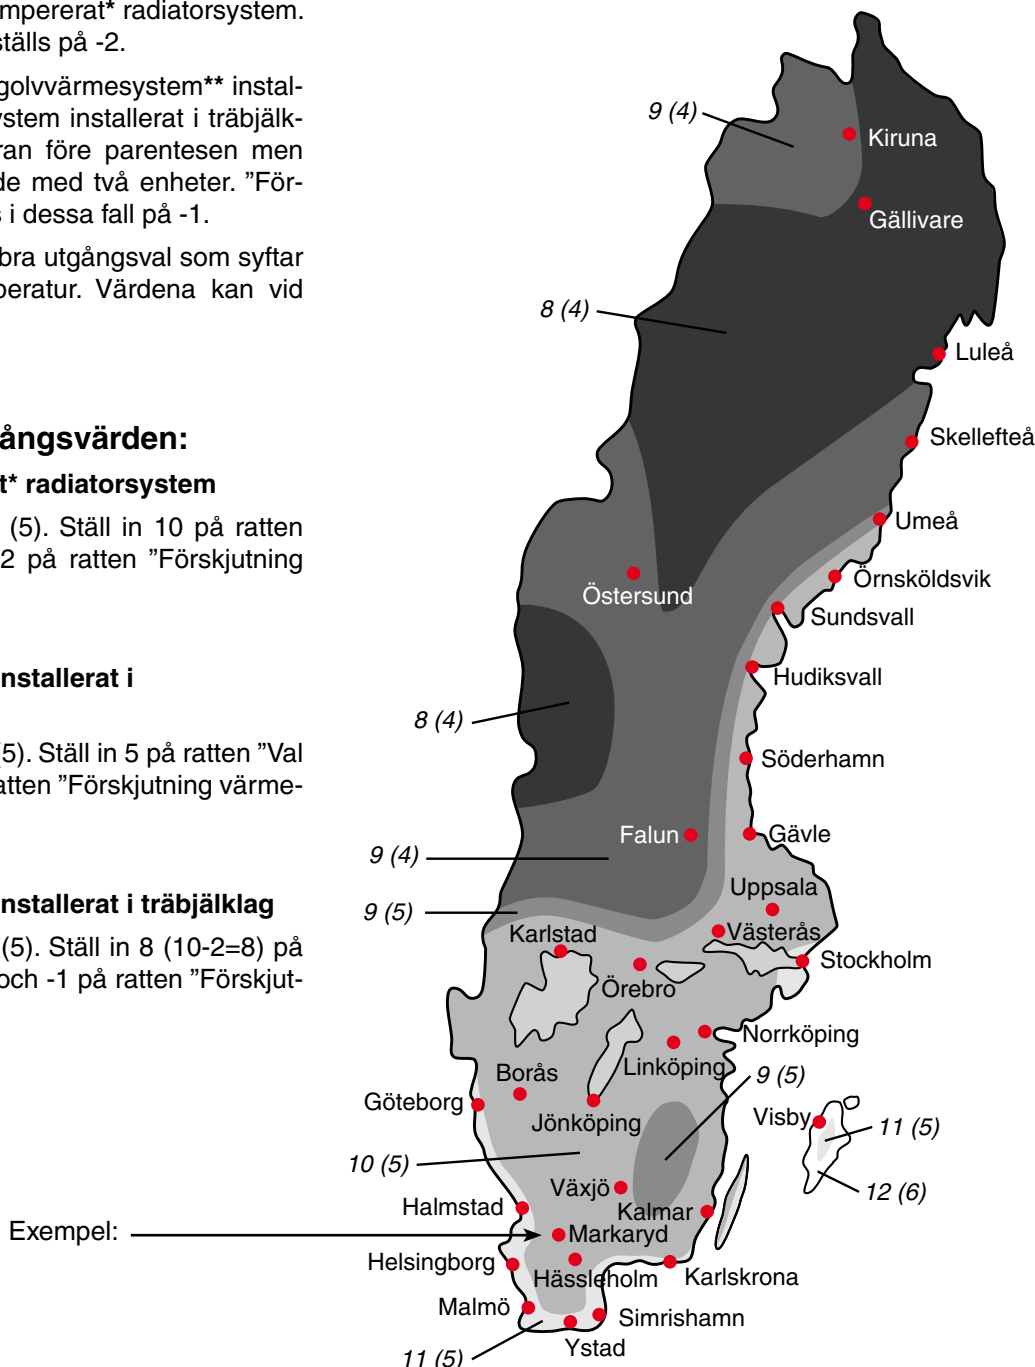 mpererat* radiatorsystem.
ställs på -2.
golvvärmesystem** instal-
ystem installerat i träbjälk-
ran före parentesen men
de med två enheter. ”För-
s i dessa fall på -1.
bra utgångsval som syftar
peratur. Värdena kan vid
gångsvärden:
t* radiatorsystem
(5). Ställ in 10 på ratten
2 på ratten ”Förskjutning
nstallerat i
(5). Ställ in 5 på ratten ”Val
atten ”Förskjutning värme-
nstallerat i träbjälklag
(5). Ställ in 8 (10-2=8) på
och -1 på ratten ”Förskjut-
Exempel:
9 (4)
Kiruna
Gällivare
8 (4)
Luleå
Skellefteå
Umeå
Örnsköldsvik
Östersund
Sundsvall
Hudiksvall
8 (4)
Söderhamn
Falun
Gävle
9 (4)
Uppsala
9 (5)
Karlstad
Västerås
Stockholm
Örebro
Norrköping
Linköping
Borås
9 (5)
Göteborg
Visby
Jönköping
11 (5)
10 (5)
Växjö
12 (6)
Halmstad
Kalmar
Markaryd
Helsingborg
Hässleholm
Karlskrona
Malmö
Simrishamn
Ystad
11 (5)